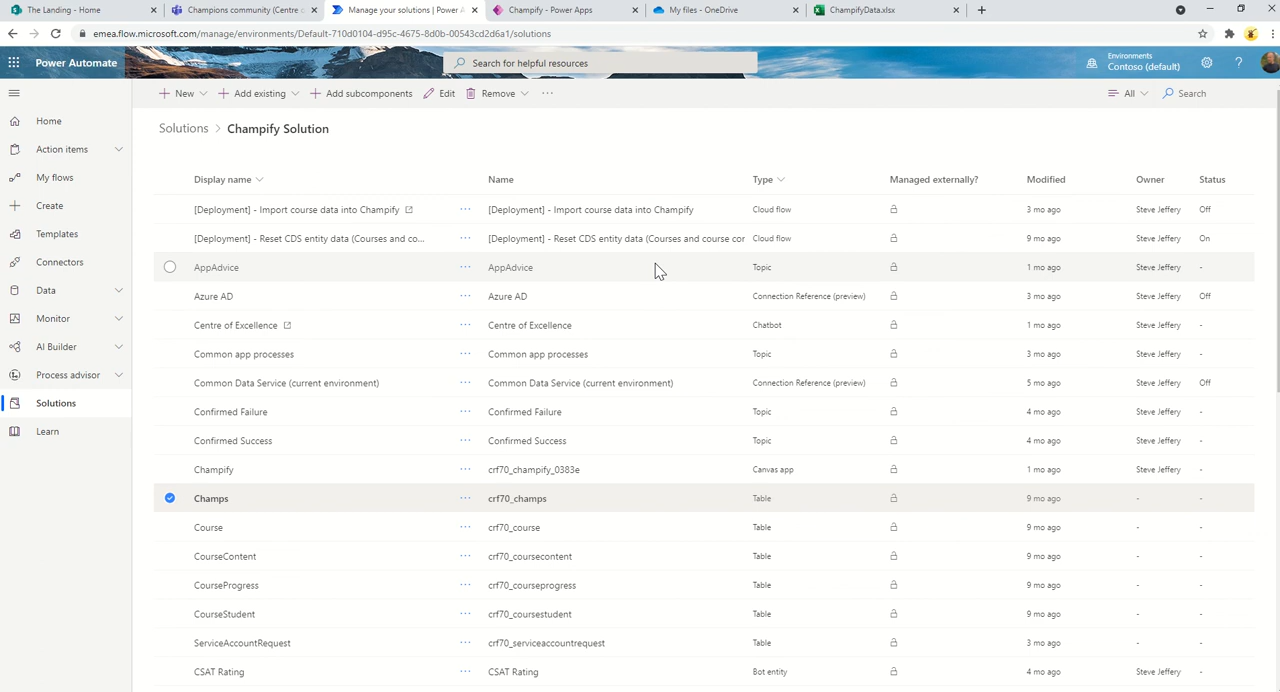 The Landing - Home
Champions community (Centre o
Manage your solutions | Power A
Champify - Power Apps
My files - OneDrive
ChampifyData.xlsx
emea.flow.microsoft.com/manage/environments/Default-710d0104-d95c-4675-8d0b-00543cd2d6a1/solutions
Power Automate
Search for helpful resources
Environments
Contoso (default)
New
Add existing
Add subcomponents
Edit
Remove
All
Search
Home
Action items
My flows
Create
Templates
Connectors
Data
Monitor
AI Builder
Process advisor
Solutions
Learn
Solutions > Champify Solution
Display name Name Type Managed externally? Modified Owner Status
[Deployment] - Import course data into Champify ··· [Deployment] - Import course data into Champify Cloud flow 3 mo ago Steve Jeffery Off
[Deployment] - Reset CDS entity data (Courses and co... ··· [Deployment] - Reset CDS entity data (Courses and course cor Cloud flow 9 mo ago Steve Jeffery On
AppAdvice ··· AppAdvice Topic 1 mo ago Steve Jeffery -
Azure AD ··· Azure AD Connection Reference (preview) 3 mo ago Steve Jeffery Off
Centre of Excellence ··· Centre of Excellence Chatbot 1 mo ago Steve Jeffery -
Common app processes ··· Common app processes Topic 3 mo ago Steve Jeffery -
Common Data Service (current environment) ··· Common Data Service (current environment) Connection Reference (preview) 5 mo ago Steve Jeffery Off
Confirmed Failure ··· Confirmed Failure Topic 4 mo ago Steve Jeffery -
Confirmed Success ··· Confirmed Success Topic 4 mo ago Steve Jeffery -
Champify ··· crf70_champify_0383e Canvas app 1 mo ago Steve Jeffery -
Champs ··· crf70_champs Table 9 mo ago - -
Course ··· crf70_course Table 9 mo ago - -
CourseContent ··· crf70_coursecontent Table 9 mo ago - -
CourseProgress ··· crf70_courseprogress Table 9 mo ago - -
CourseStudent ··· crf70_coursestudent Table 9 mo ago - -
ServiceAccountRequest ··· crf70_serviceaccountrequest Table 3 mo ago - -
CSAT Rating ··· CSAT Rating Bot entity 4 mo ago Steve Jeffery -